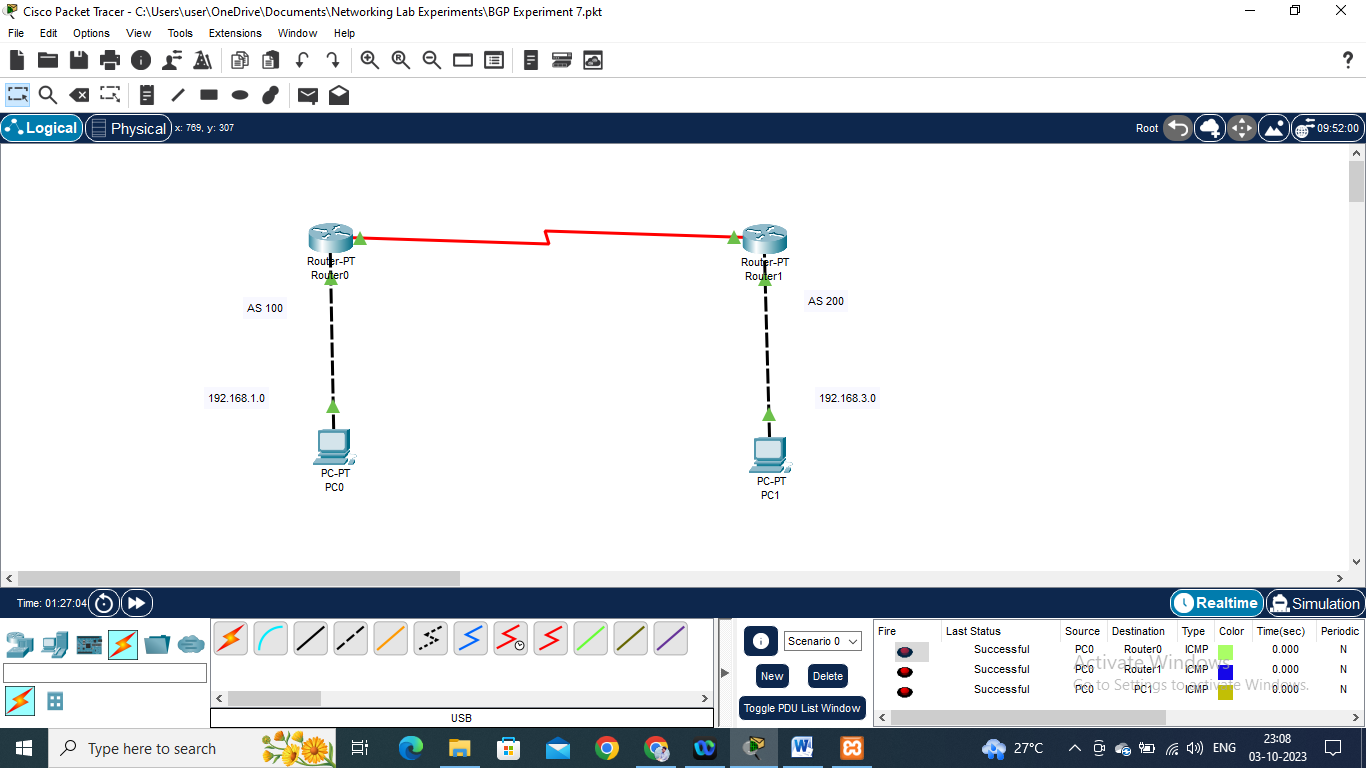 Cisco Packet Tracer - C:\Users\user\OneDrive\Documents\Networking Lab Experiments\BGP Experiment 7.pkt
File Edit Options View Tools Extensions Window Help
?
Logical Physical x: 769, y: 307 Root 09:52:00
Router-PT
Router0
Router-PT
Router1
AS 100
AS 200
192.168.1.0
192.168.3.0
PC-PT
PC0
PC-PT
PC1
Time: 01:27:04 Realtime Simulation
Scenario 0
New Delete
Toggle PDU List Window
USB
Fire Last Status Source Destination Type Color Time(sec) Periodic
Successful PC0 Router0 ICMP 0.000 N
Successful PC0 Router1 ICMP 0.000 N
Successful PC0 PC1 ICMP 0.000 N
Activate Windows
Go to Settings to activate Windows.
Type here to search
27°C ENG 23:08
03-10-2023